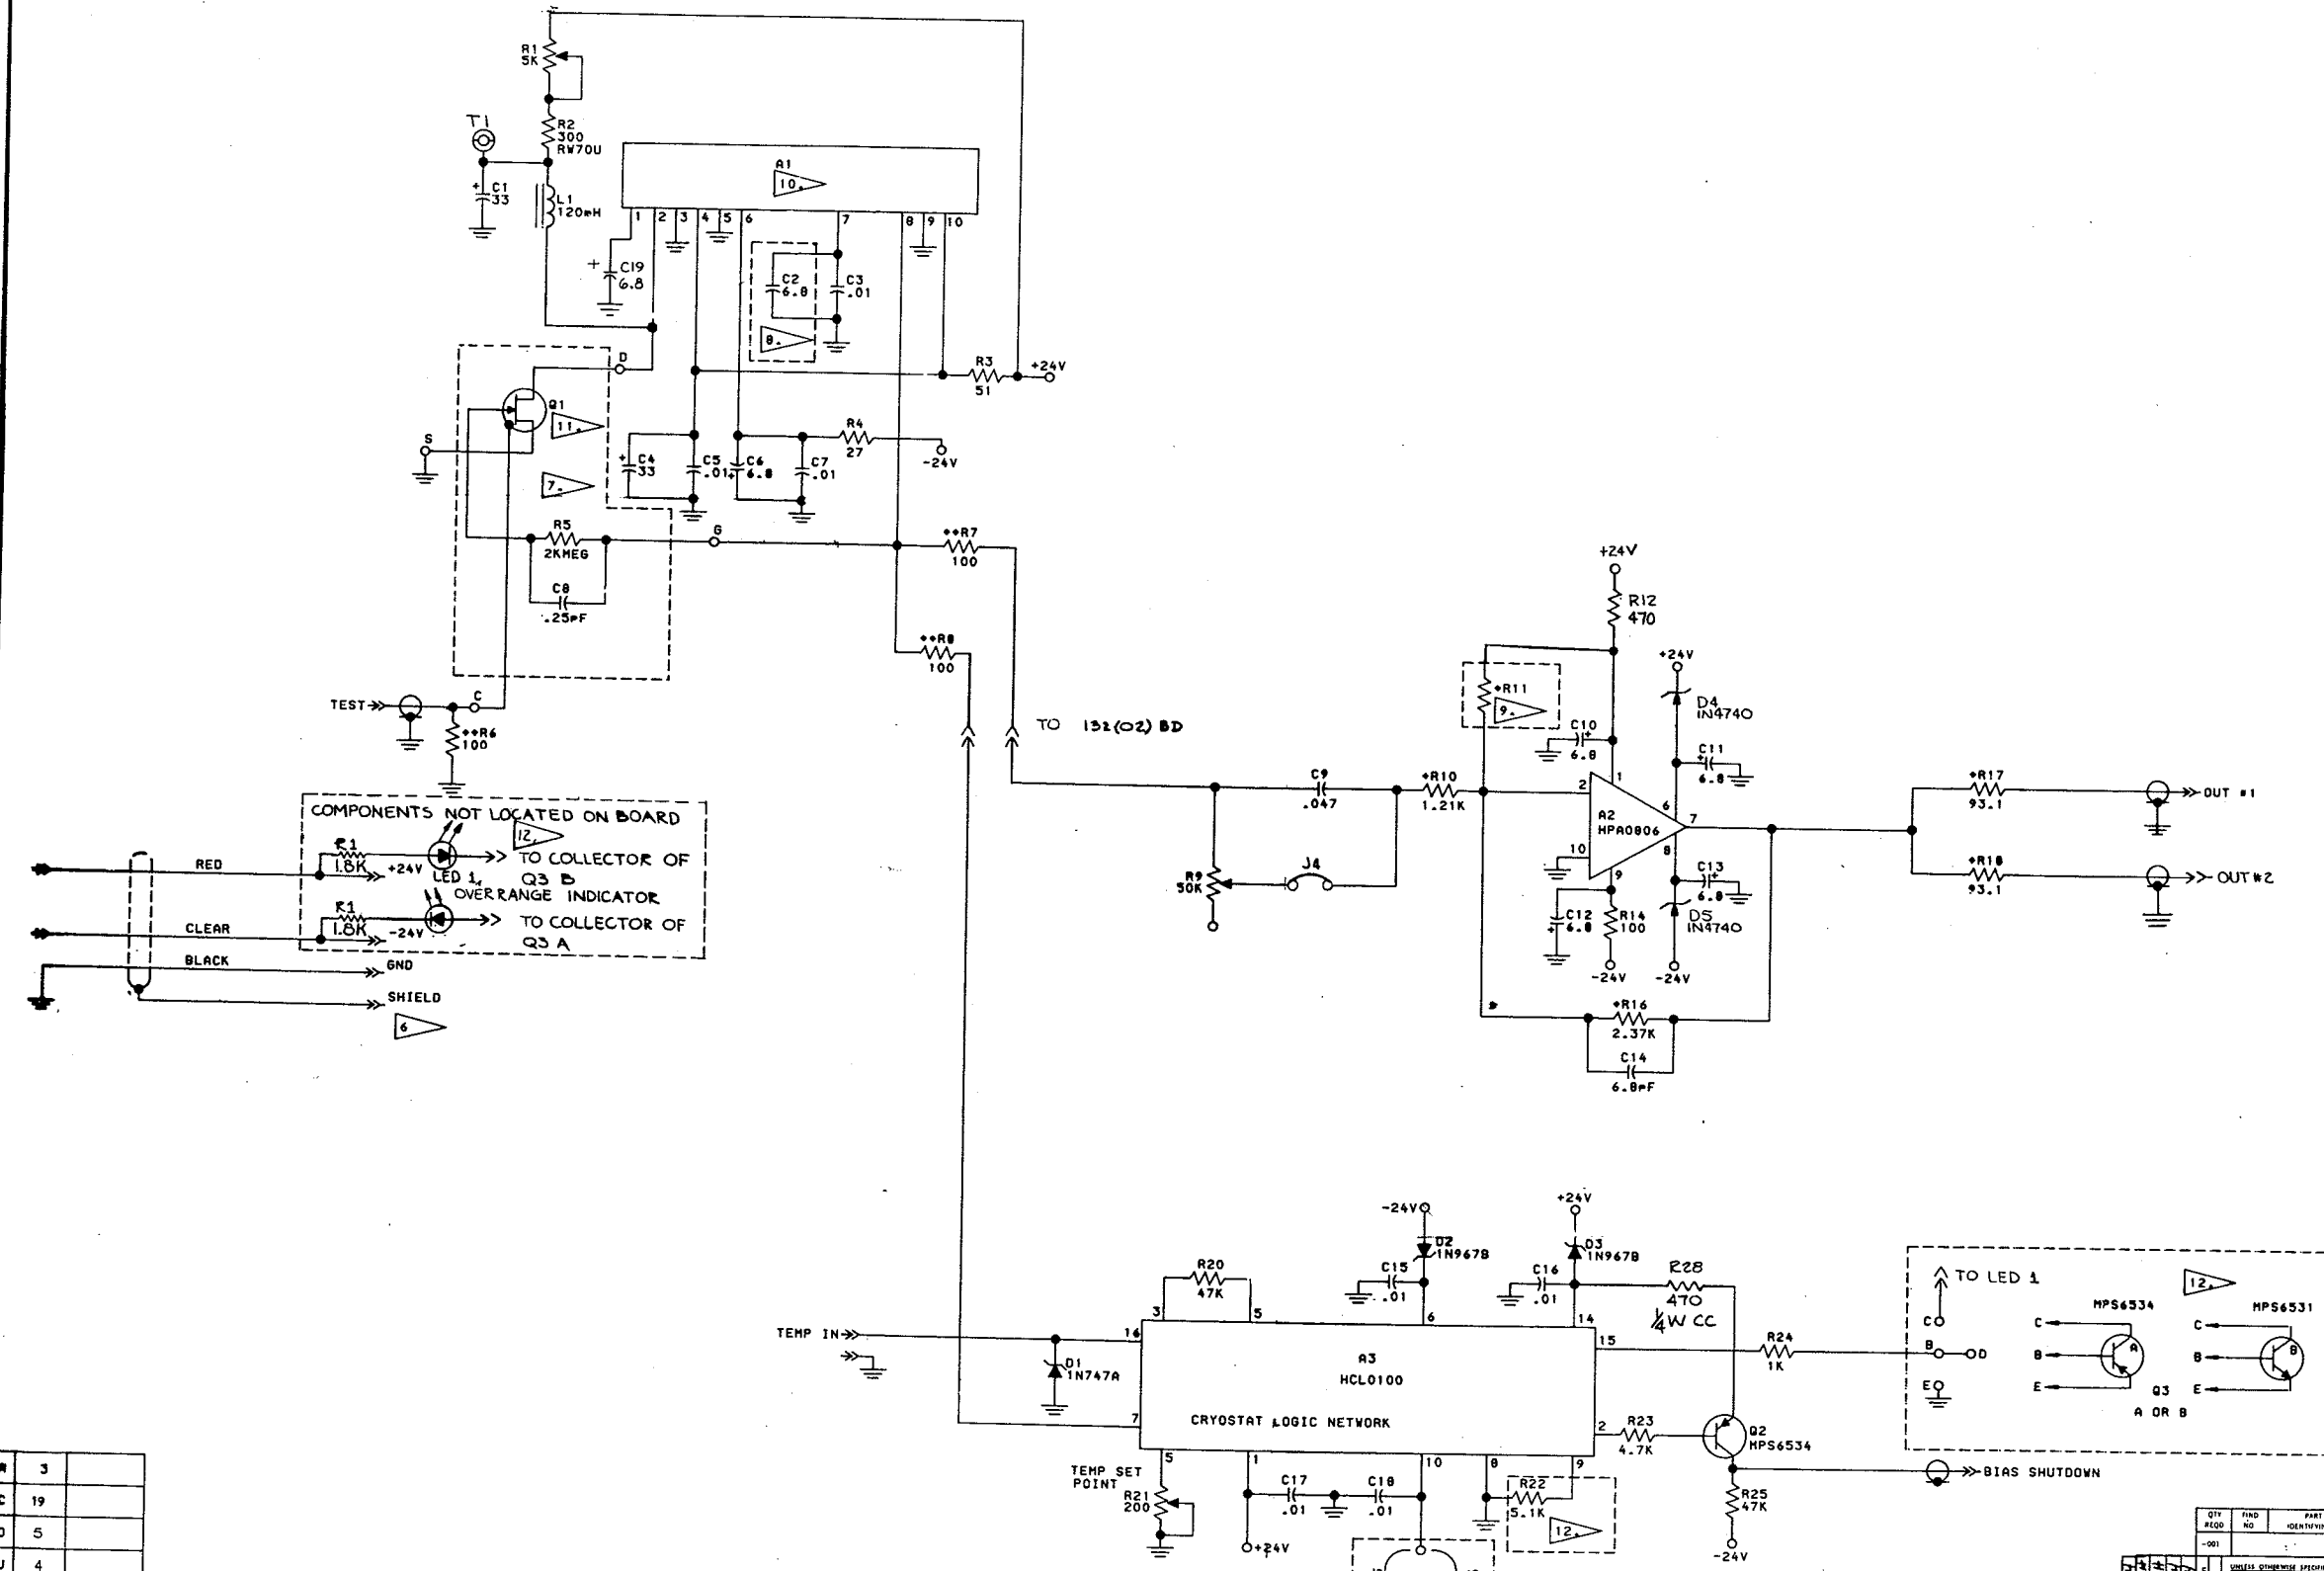 R1
5K
T1
R2
300
RW70U
+
C1
33
L1
120mH
A1
10.
1 2 3 4 5 6 7 8 9 10
+
C19
6.8
C2
6.8
C3
.01
8.
R3
51
+24V
D
Q1
11.
S
7.
+
C4
33
C5
.01
C6
6.8
+
C7
.01
R4
27
-24V
R5
2KMEG
C8
.25pF
G
**R7
100
**R8
100
TEST
C
**R6
100
TO 132(02) BD
COMPONENTS NOT LOCATED ON BOARD
12.
RED
R1
1.8K
+24V
LED 1,
OVERRANGE INDICATOR
TO COLLECTOR OF
Q3 B
CLEAR
R1
1.8K
-24V
TO COLLECTOR OF
Q3 A
BLACK
GND
SHIELD
6
+24V
R12
470
*R11
9.
+24V
D4
1N4740
C10
+
6.8
C11
+
6.8
C9
.047
*R10
1.21K
2
1
A2
HPA0806
6
7
8
10
9
R9
50K
J4
C12
6.8
+
R14
100
-24V
C13
+
6.8
D5
1N4740
-24V
*R16
2.37K
C14
6.8pF
*R17
93.1
OUT #1
*R18
93.1
OUT #2
-24V
D2
1N967B
C15
.01
+24V
D3
1N967B
C16
.01
R28
470
1/4 W CC
R20
47K
3
5
6
14
TEMP IN
16
D1
1N747A
7
A3
HCL0100
CRYOSTAT LOGIC NETWORK
15
R24
1K
2
R23
4.7K
Q2
MPS6534
5
1
10
8
9
TEMP SET
POINT
R21
200
C17
.01
C18
.01
+24V
R22
5.1K
12.
R25
47K
-24V
BIAS SHUTDOWN
TO LED 1
12.
C
B
D
E
MPS6534
C
B
E
A
MPS6531
C
B
E
B
Q3
A OR B
3
19
5
4
QTY
REQD
FIND
NO
PART
-001